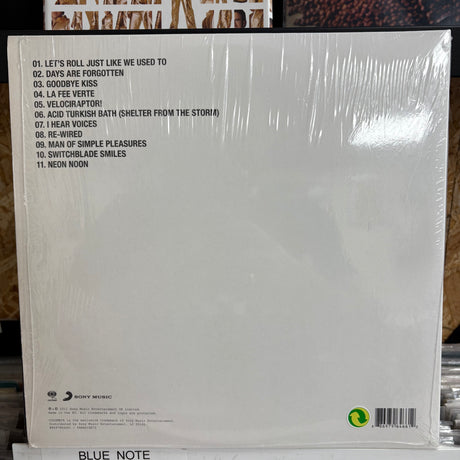 01. LET'S ROLL JUST LIKE WE USED TO
02. DAYS ARE FORGOTTEN
03. GOODBYE KISS
04. LA FEE VERTE
05. VELOCIRAPTOR!
06. ACID TURKISH BATH (SHELTER FROM THE STORM)
07. I HEAR VOICES
08. RE-WIRED
09. MAN OF SIMPLE PLEASURES
10. SWITCHBLADE SMILES
11. NEON NOON
SONY MUSIC
BLUE NOTE